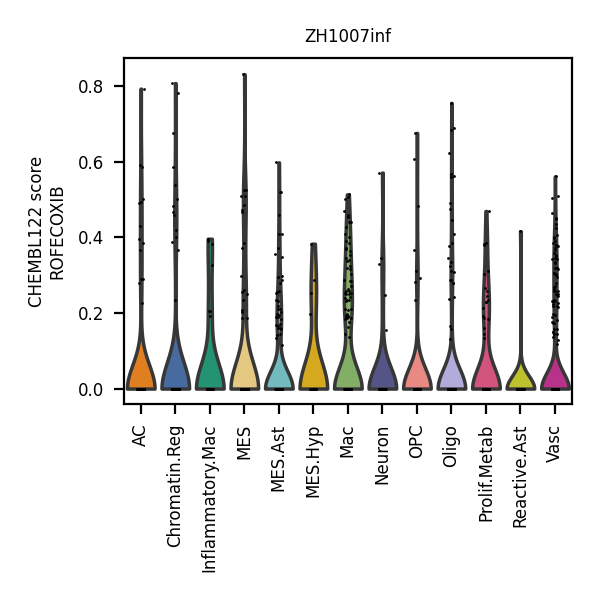 ZH1007inf
CHEMBL122 score
ROFECOXIB
0.8
0.6
0.4
0.2
0.0
AC
Chromatin.Reg
Inflammatory.Mac
MES
MES.Ast
MES.Hyp
Mac
Neuron
OPC
Oligo
Prolif.Metab
Reactive.Ast
Vasc